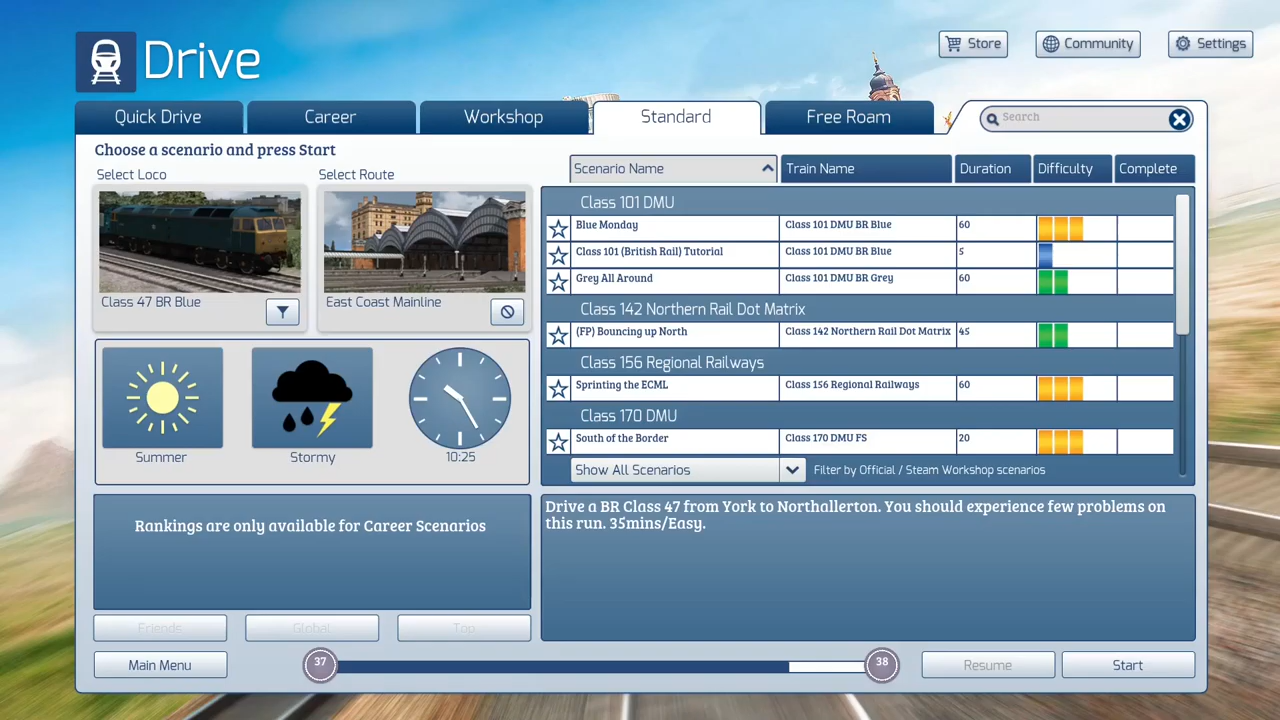 Drive
Store
Community
Settings
Quick Drive
Career
Workshop
Standard
Free Roam
Search
Choose a scenario and press Start
Select Loco
Select Route
Class 47 BR Blue
East Coast Mainline
Summer
Stormy
10:25
Scenario Name
Train Name
Duration
Difficulty
Complete
Class 101 DMU
Blue Monday
Class 101 DMU BR Blue
60
Class 101 (British Rail) Tutorial
Class 101 DMU BR Blue
5
Grey All Around
Class 101 DMU BR Grey
60
Class 142 Northern Rail Dot Matrix
(FP) Bouncing up North
Class 142 Northern Rail Dot Matrix
45
Class 156 Regional Railways
Sprinting the ECML
Class 156 Regional Railways
60
Class 170 DMU
South of the Border
Class 170 DMU FS
20
Show All Scenarios
Filter by Official / Steam Workshop scenarios
Rankings are only available for Career Scenarios
Drive a BR Class 47 from York to Northallerton. You should experience few problems on
this run. 35mins/Easy.
Friends
Global
Top
Main Menu
37
38
Resume
Start